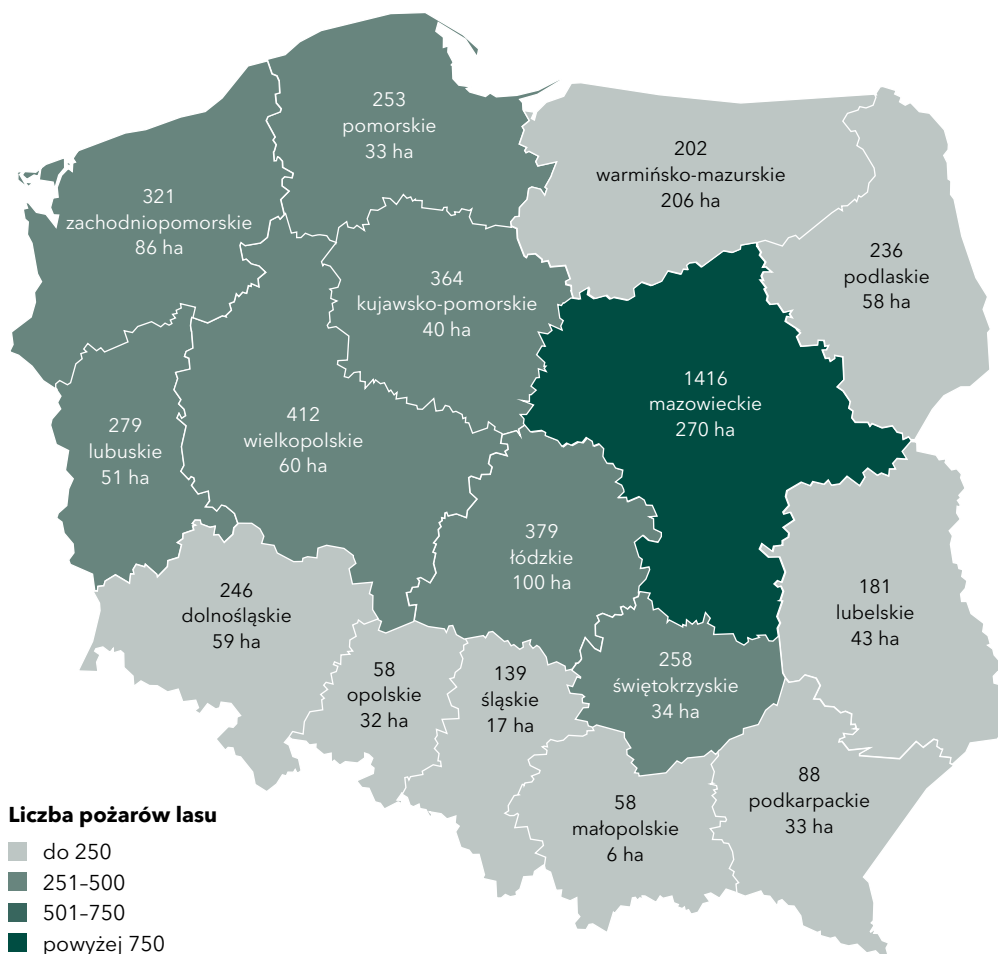 253
pomorskie
33 ha
202
warmińsko-mazurskie
206 ha
321
zachodniopomorskie
86 ha
236
podlaskie
58 ha
364
kujawsko-pomorskie
40 ha
1416
mazowieckie
270 ha
412
wielkopolskie
60 ha
279
lubuskie
51 ha
379
łódzkie
100 ha
246
dolnośląskie
59 ha
181
lubelskie
43 ha
58
opolskie
32 ha
139
śląskie
17 ha
258
świętokrzyskie
34 ha
88
podkarpackie
33 ha
58
małopolskie
6 ha
Liczba pożarów lasu
do 250
251–500
501–750
powyżej 750